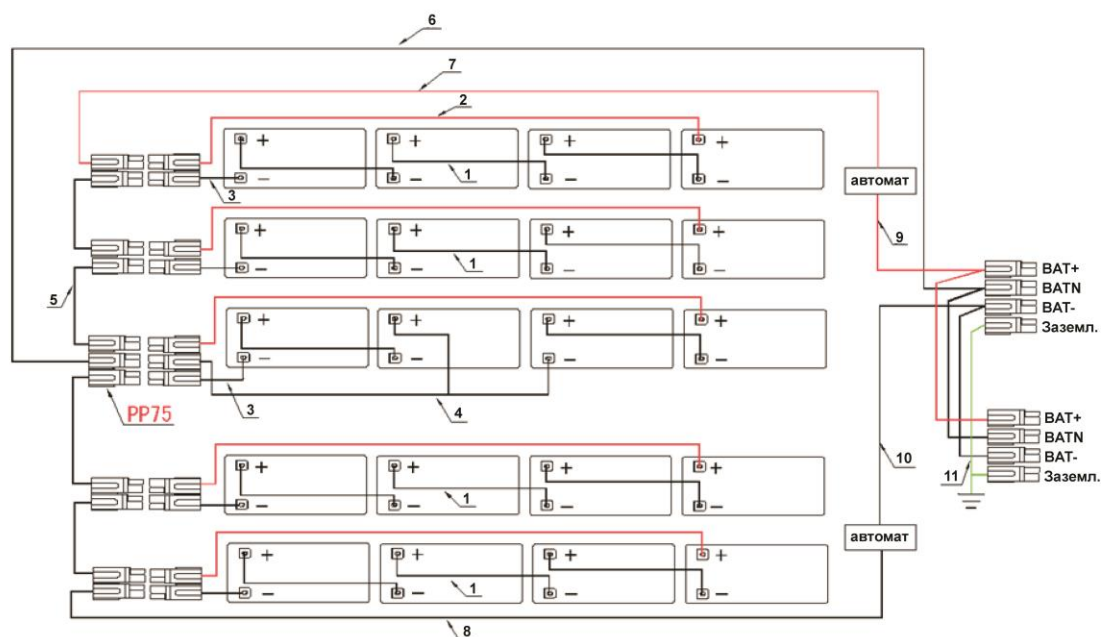 6
7
2
+ + + +
1
- - - -
3
автомат
+ + + +
9
1
- - - -
BAT+
BATN
5
BAT-
Заземл.
+ + + +
- - - -
3
4
PP75
BAT+
BATN
10
BAT-
11
Заземл.
+ + + +
1
- - - -
автомат
+ + + +
1
- - - -
8